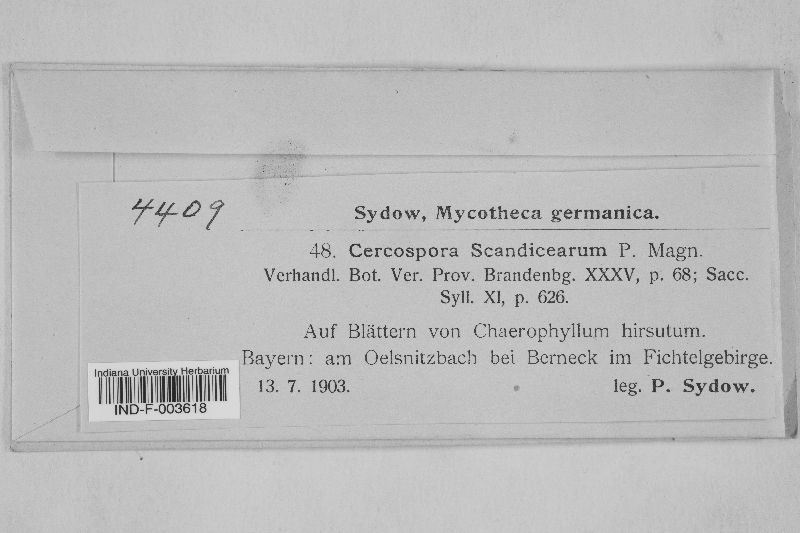 4409
Sydow, Mycotheca germanica.
48. Cercospora Scandicearum P. Magn.
Verhandl. Bot. Ver. Prov. Brandenbg. XXXV, p. 68; Sacc.
Syll. XI, p. 626.
Auf Blättern von Chaerophyllum hirsutum.
Bayern: am Oelsnitzbach bei Berneck im Fichtelgebirge.
13. 7. 1903. leg. P. Sydow.
Indiana University Herbarium
IND-F-003618